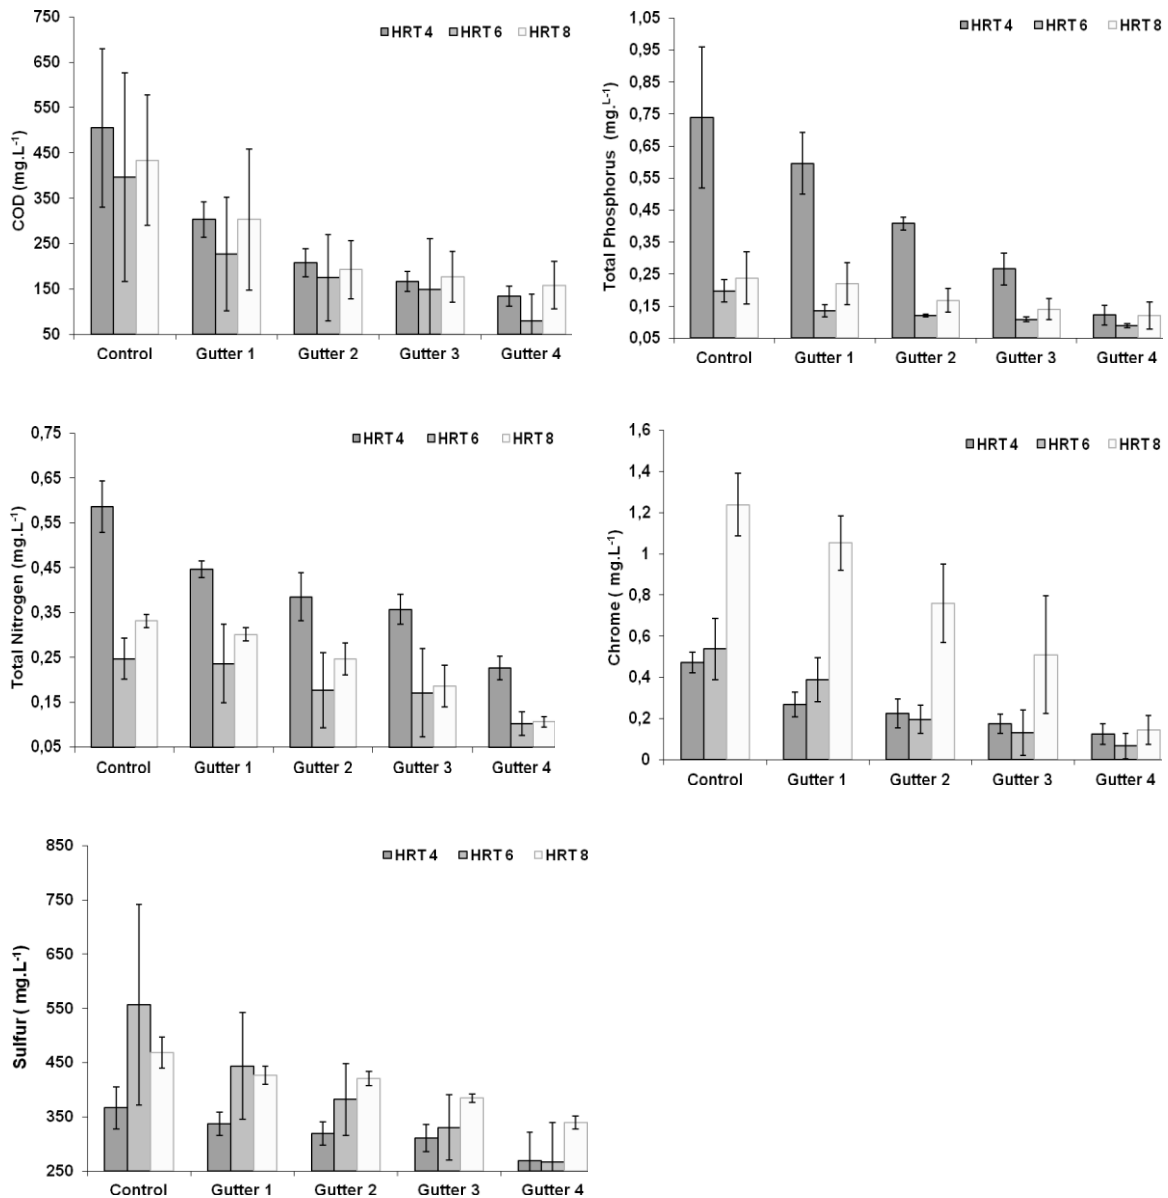 750
650
550
450
350
250
150
50
COD (mg.L⁻¹)
HRT 4 HRT 6 HRT 8
Control Gutter 1 Gutter 2 Gutter 3 Gutter 4
1,05
0,95
0,85
0,75
0,65
0,55
0,45
0,35
0,25
0,15
0,05
Total Phosphorus (mg.L⁻¹)
HRT 4 HRT 6 HRT 8
Control Gutter 1 Gutter 2 Gutter 3 Gutter 4
0,75
0,65
0,55
0,45
0,35
0,25
0,15
0,05
Total Nitrogen (mg.L⁻¹)
HRT 4 HRT 6 HRT 8
Control Gutter 1 Gutter 2 Gutter 3 Gutter 4
1,6
1,4
1,2
1
0,8
0,6
0,4
0,2
0
Chrome ( mg.L⁻¹)
HRT 4 HRT 6 HRT 8
Control Gutter 1 Gutter 2 Gutter 3 Gutter 4
850
750
650
550
450
350
250
Sulfur ( mg.L⁻¹)
HRT 4 HRT 6 HRT 8
Control Gutter 1 Gutter 2 Gutter 3 Gutter 4